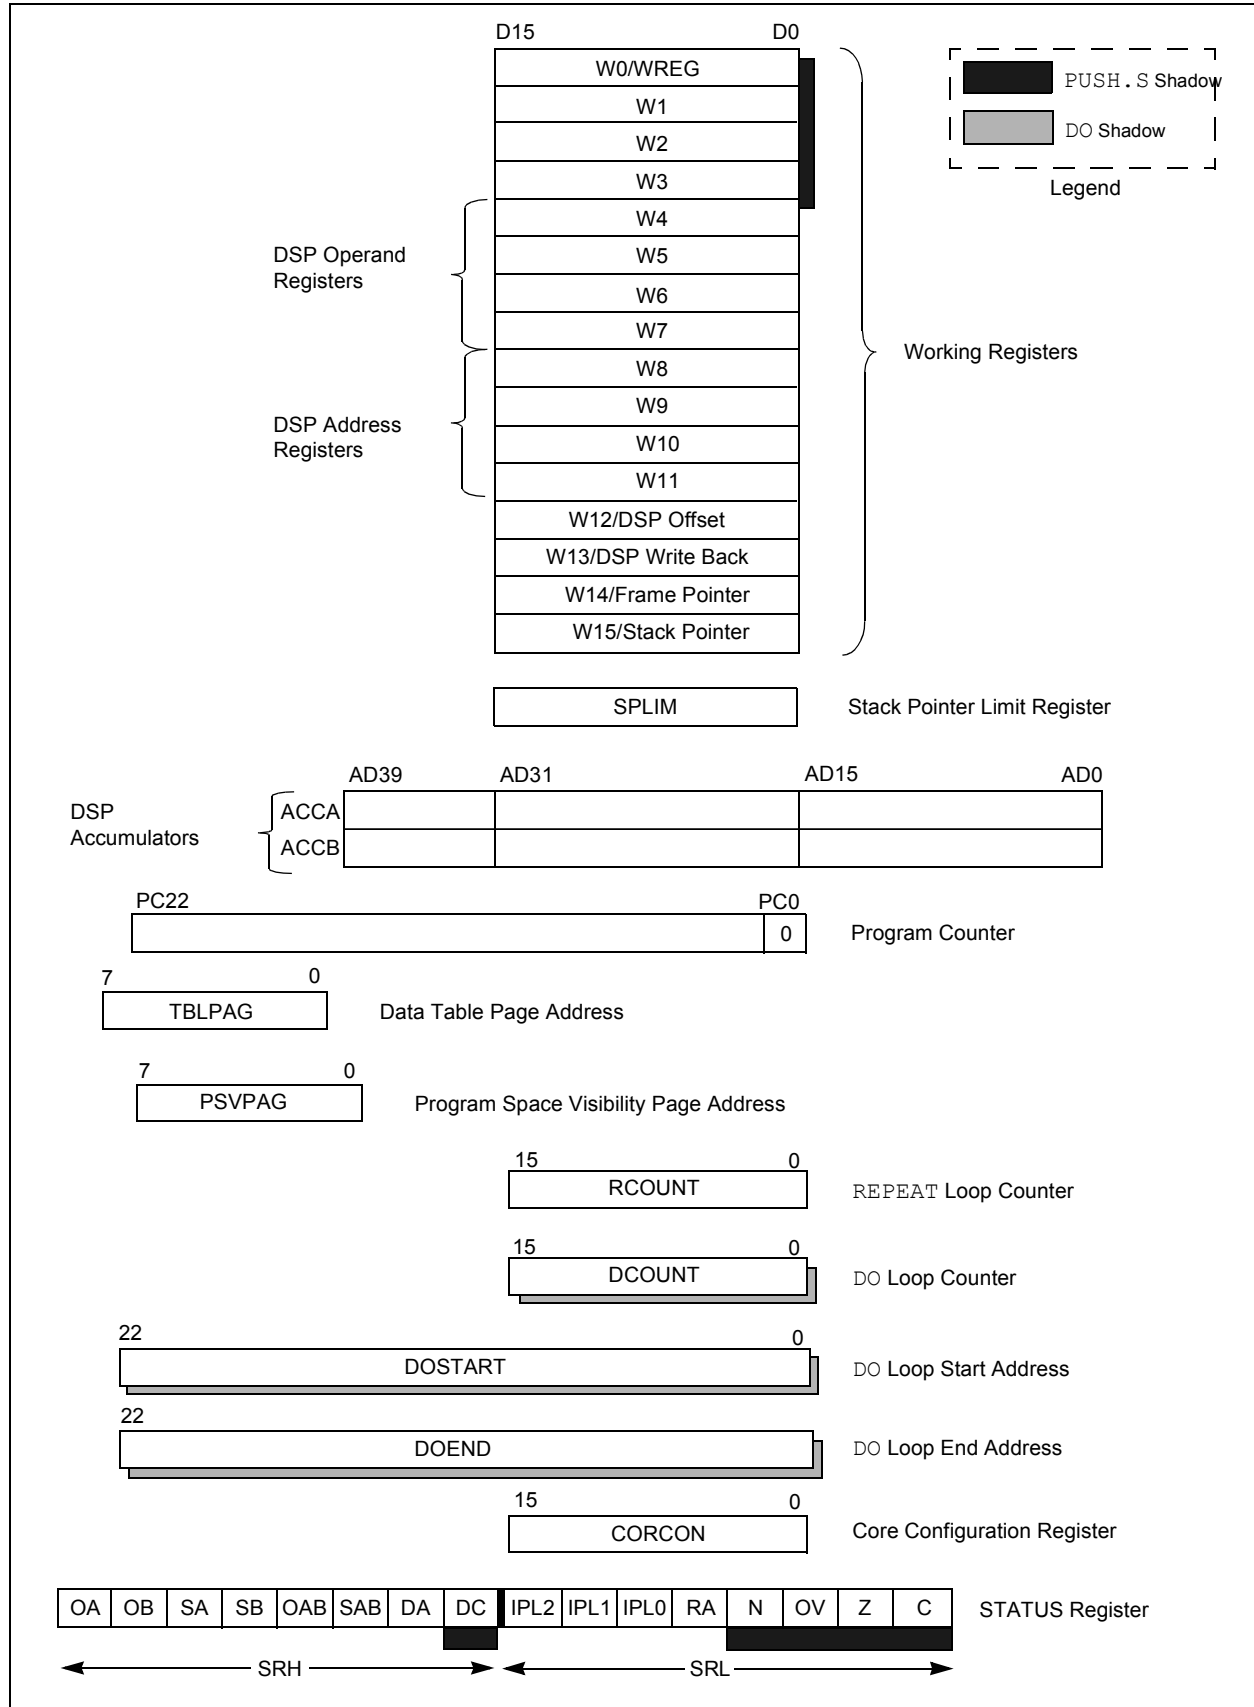 D15 D0
W0/WREG
W1
W2
W3
W4
W5
W6
W7
W8
W9
W10
W11
W12/DSP Offset
W13/DSP Write Back
W14/Frame Pointer
W15/Stack Pointer
PUSH.S Shadow
DO Shadow
Legend
DSP Operand
Registers
DSP Address
Registers
Working Registers
SPLIM Stack Pointer Limit Register
AD39 AD31 AD15 AD0
DSP
Accumulators
ACCA
ACCB
PC22 PC0
0 Program Counter
7 0
TBLPAG Data Table Page Address
7 0
PSVPAG Program Space Visibility Page Address
15 0
RCOUNT REPEAT Loop Counter
15 0
DCOUNT DO Loop Counter
22 0
DOSTART DO Loop Start Address
22
DOEND DO Loop End Address
15 0
CORCON Core Configuration Register
OA OB SA SB OAB SAB DA DC IPL2 IPL1 IPL0 RA N OV Z C STATUS Register
SRH SRL